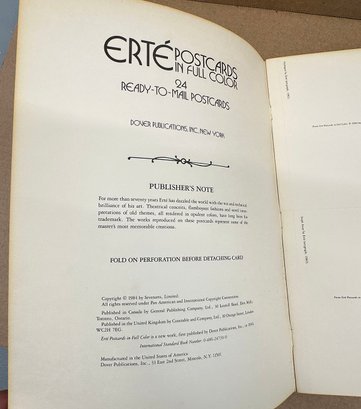 ERTÉ POSTCARDS
IN FULL COLOR
24
READY-TO-MAIL POSTCARDS
DOVER PUBLICATIONS, INC., NEW YORK
PUBLISHER'S NOTE
For more than seventy years Erté has dazzled the world with the wit and technical
brilliance of his art. Theatrical conceits, flamboyant fashions and novel inter-
pretations of old themes, all rendered in opulent colors, have long been his
trademark. The works reproduced on these postcards represent some of the
master's most memorable creations.
FOLD ON PERFORATION BEFORE DETACHING CARD
Copyright © 1984 by Sevenarts, Limited.
All rights reserved under Pan American and International Copyright Conventions.
Published in Canada by General Publishing Company, Ltd., 30 Lesmill Road, Don Mills,
Toronto, Ontario.
Published in the United Kingdom by Constable and Company, Ltd., 10 Orange Street, London
WC2H 7EG.
Erté Postcards in Full Color is a new work, first published by Dover Publications, Inc., in 1984.
International Standard Book Number:
Manufactured in the United States of America
Dover Publications, Inc., 31 East 2nd Street, Mineola, N.Y. 11501